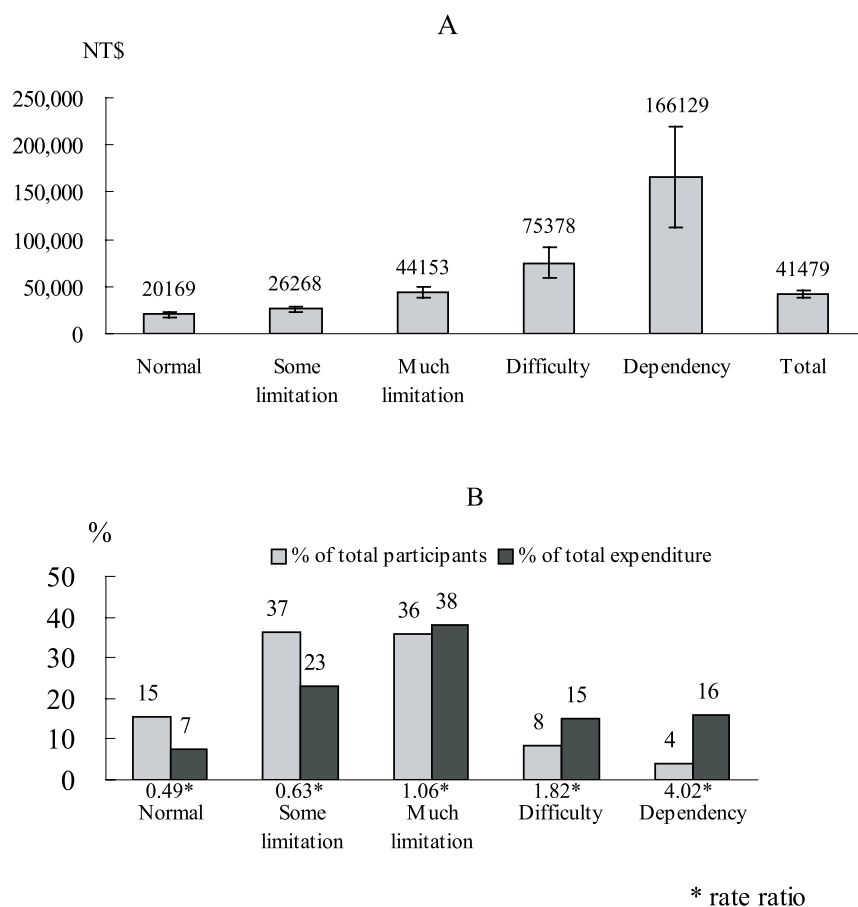 A
NT$
250,000
200,000
150,000
100,000
50,000
0
20169
26268
44153
75378
166129
41479
Normal Some Much Difficulty Dependency Total
limitation limitation
B
%
% of total participants % of total expenditure
50
40
30
20
10
0
15 7
37 23
36 38
8 15
4 16
0.49* 0.63* 1.06* 1.82* 4.02*
Normal Some Much Difficulty Dependency
limitation limitation
* rate ratio